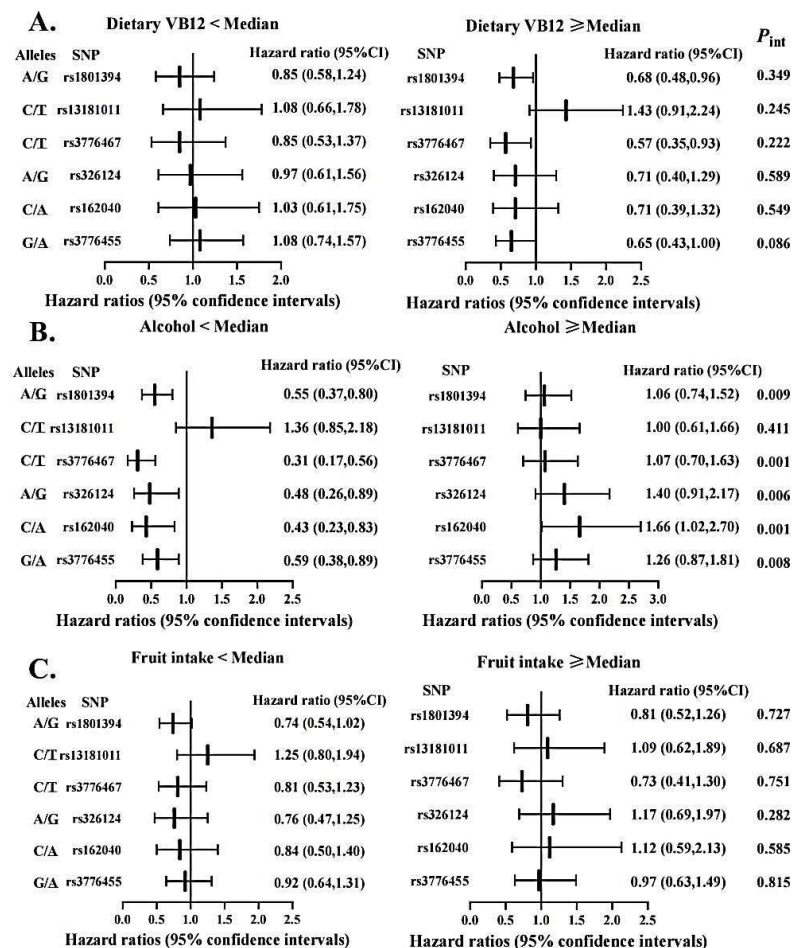 A.
Dietary VB12 < Median Dietary VB12 ≥ Median P_int
Alleles SNP Hazard ratio (95%CI) SNP Hazard ratio (95%CI)
A/G rs1801394 0.85 (0.58,1.24) rs1801394 0.68 (0.48,0.96) 0.349
C/T rs13181011 1.08 (0.66,1.78) rs13181011 1.43 (0.91,2.24) 0.245
C/T rs3776467 0.85 (0.53,1.37) rs3776467 0.57 (0.35,0.93) 0.222
A/G rs326124 0.97 (0.61,1.56) rs326124 0.71 (0.40,1.29) 0.589
C/A rs162040 1.03 (0.61,1.75) rs162040 0.71 (0.39,1.32) 0.549
G/A rs3776455 1.08 (0.74,1.57) rs3776455 0.65 (0.43,1.00) 0.086
0.0 0.5 1.0 1.5 2.0 0.0 0.5 1.0 1.5 2.0 2.5
Hazard ratios (95% confidence intervals) Hazard ratios (95% confidence intervals)
B.
Alcohol < Median Alcohol ≥ Median
Alleles SNP Hazard ratio (95%CI) SNP Hazard ratio (95%CI)
A/G rs1801394 0.55 (0.37,0.80) rs1801394 1.06 (0.74,1.52) 0.009
C/T rs13181011 1.36 (0.85,2.18) rs13181011 1.00 (0.61,1.66) 0.411
C/T rs3776467 0.31 (0.17,0.56) rs3776467 1.07 (0.70,1.63) 0.001
A/G rs326124 0.48 (0.26,0.89) rs326124 1.40 (0.91,2.17) 0.006
C/A rs162040 0.43 (0.23,0.83) rs162040 1.66 (1.02,2.70) 0.001
G/A rs3776455 0.59 (0.38,0.89) rs3776455 1.26 (0.87,1.81) 0.008
0.0 0.5 1.0 1.5 2.0 2.5 0.0 0.5 1.0 1.5 2.0 2.5 3.0
Hazard ratios (95% confidence intervals) Hazard ratios (95% confidence intervals)
C.
Fruit intake < Median Fruit intake ≥ Median
Alleles SNP Hazard ratio (95%CI) SNP Hazard ratio (95%CI)
A/G rs1801394 0.74 (0.54,1.02) rs1801394 0.81 (0.52,1.26) 0.727
C/T rs13181011 1.25 (0.80,1.94) rs13181011 1.09 (0.62,1.89) 0.687
C/T rs3776467 0.81 (0.53,1.23) rs3776467 0.73 (0.41,1.30) 0.751
A/G rs326124 0.76 (0.47,1.25) rs326124 1.17 (0.69,1.97) 0.282
C/A rs162040 0.84 (0.50,1.40) rs162040 1.12 (0.59,2.13) 0.585
G/A rs3776455 0.92 (0.64,1.31) rs3776455 0.97 (0.63,1.49) 0.815
0.0 0.5 1.0 1.5 2.0 2.5 0.0 0.5 1.0 1.5 2.0 2.5
Hazard ratios (95% confidence intervals) Hazard ratios (95% confidence intervals)